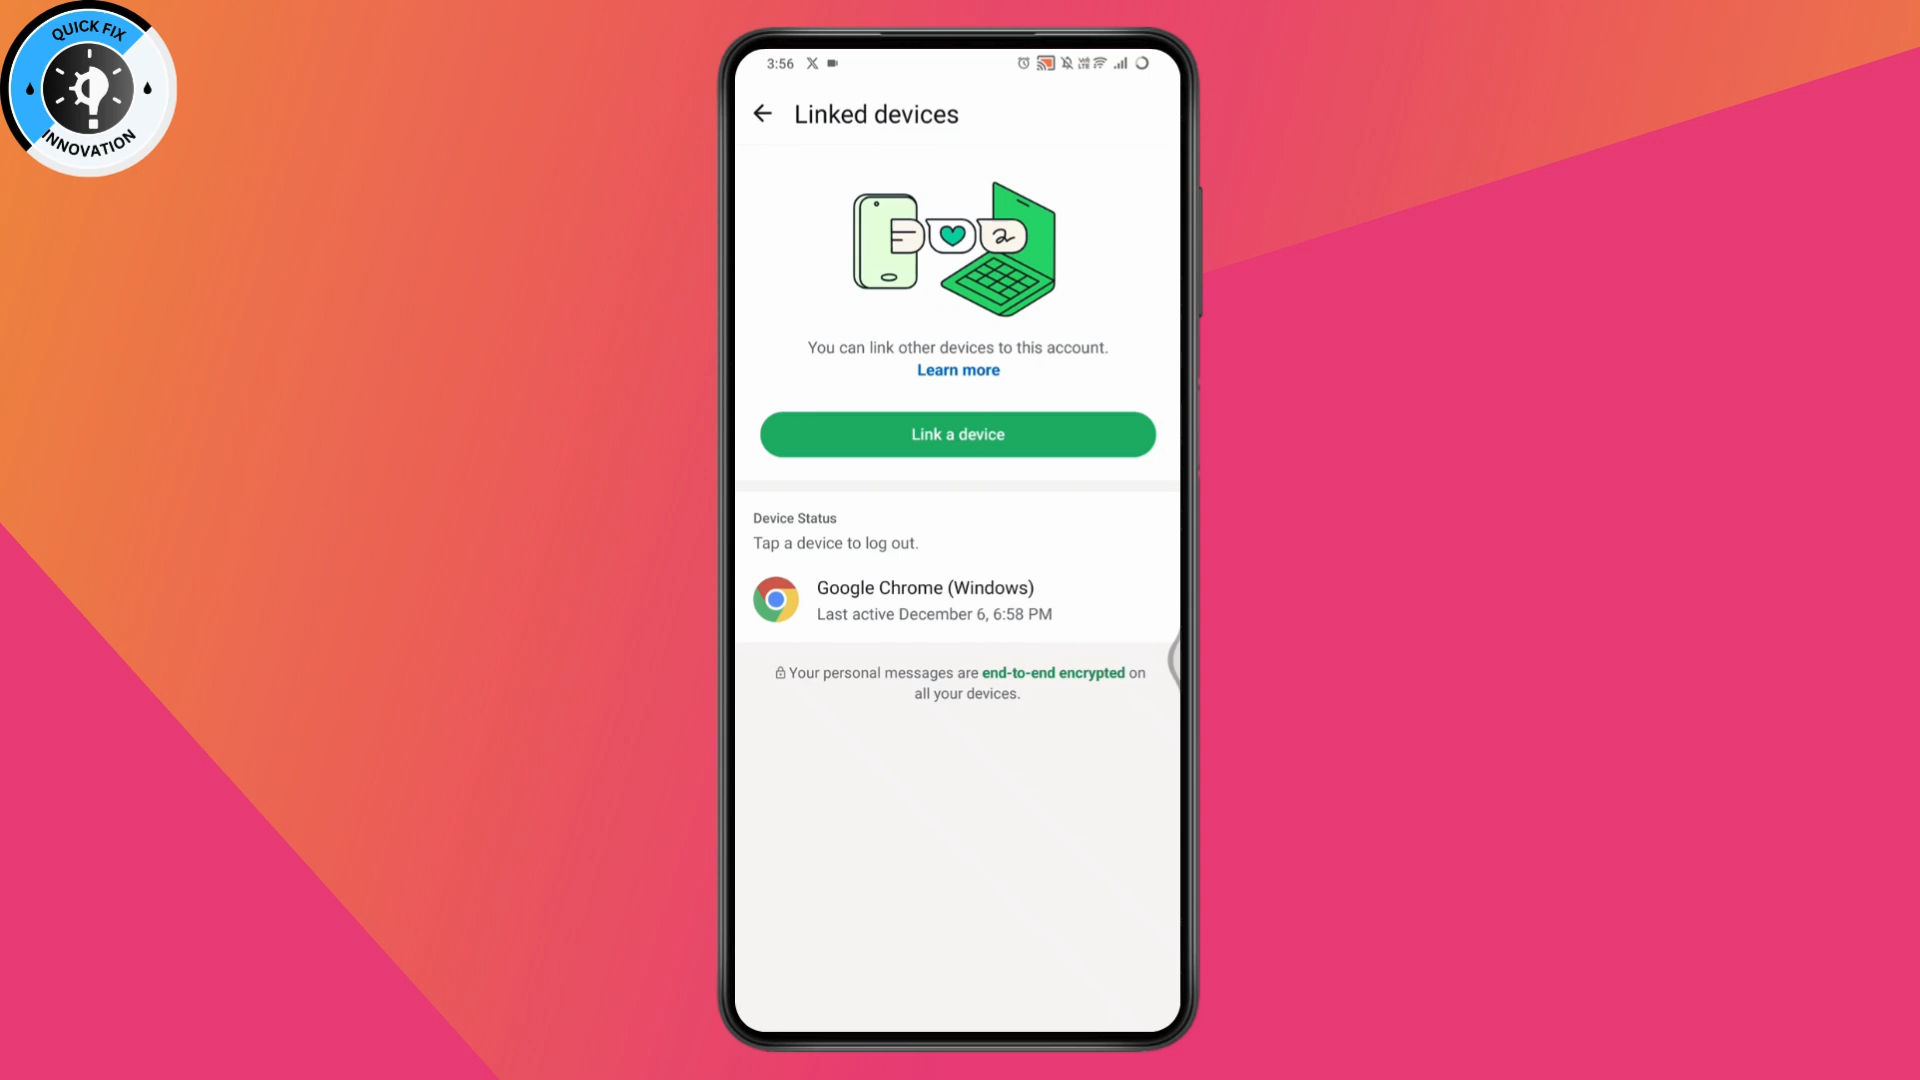 QUICK FIX
INNOVATION
3:56
Linked devices
You can link other devices to this account.
Learn more
Link a device
Device Status
Tap a device to log out.
Google Chrome (Windows)
Last active December 6, 6:58 PM
Your personal messages are end-to-end encrypted on
all your devices.